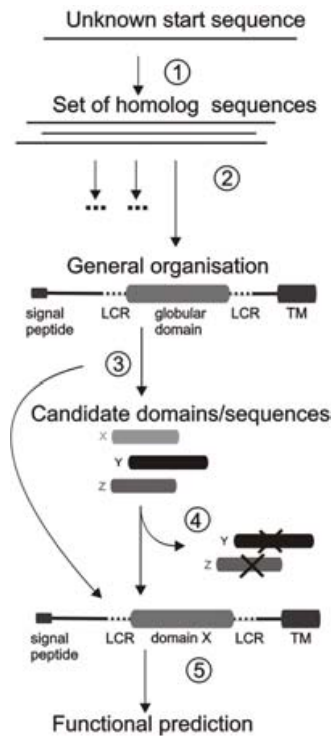 Unknown start sequence
①
Set of homolog sequences
②
General organisation
signal peptide LCR globular domain LCR TM
③
Candidate domains/sequences
X
Y
Z
④
Y
Z
signal peptide LCR domain X LCR TM
⑤
Functional prediction